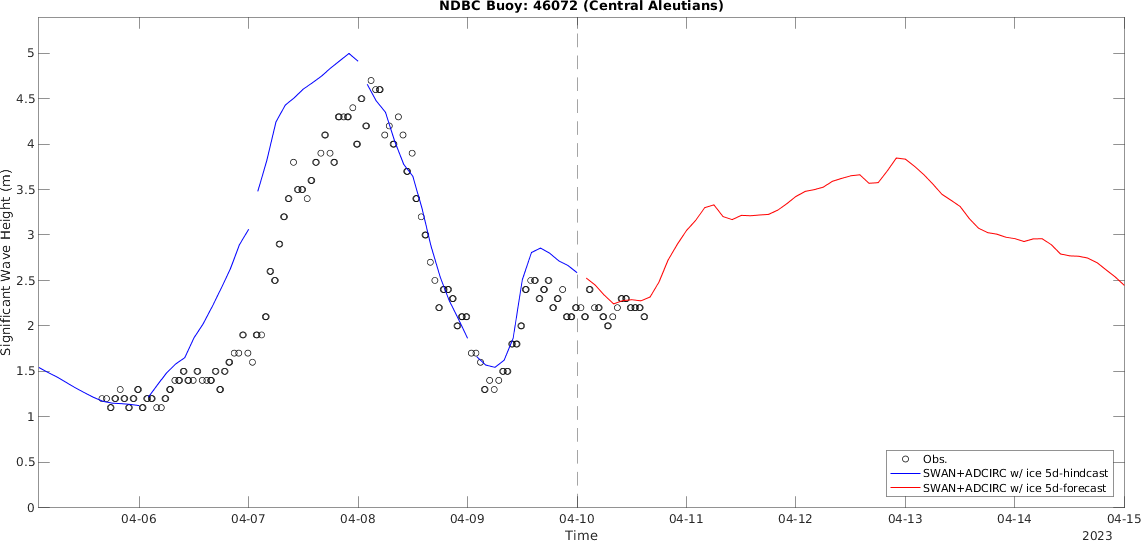 NDBC Buoy: 46072 (Central Aleutians)
Significant Wave Height (m)
5
4.5
4
3.5
3
2.5
2
1.5
1
0.5
0
Obs.
SWAN+ADCIRC w/ ice 5d-hindcast
SWAN+ADCIRC w/ ice 5d-forecast
04-06 04-07 04-08 04-09 04-10 04-11 04-12 04-13 04-14 04-15
Time
2023